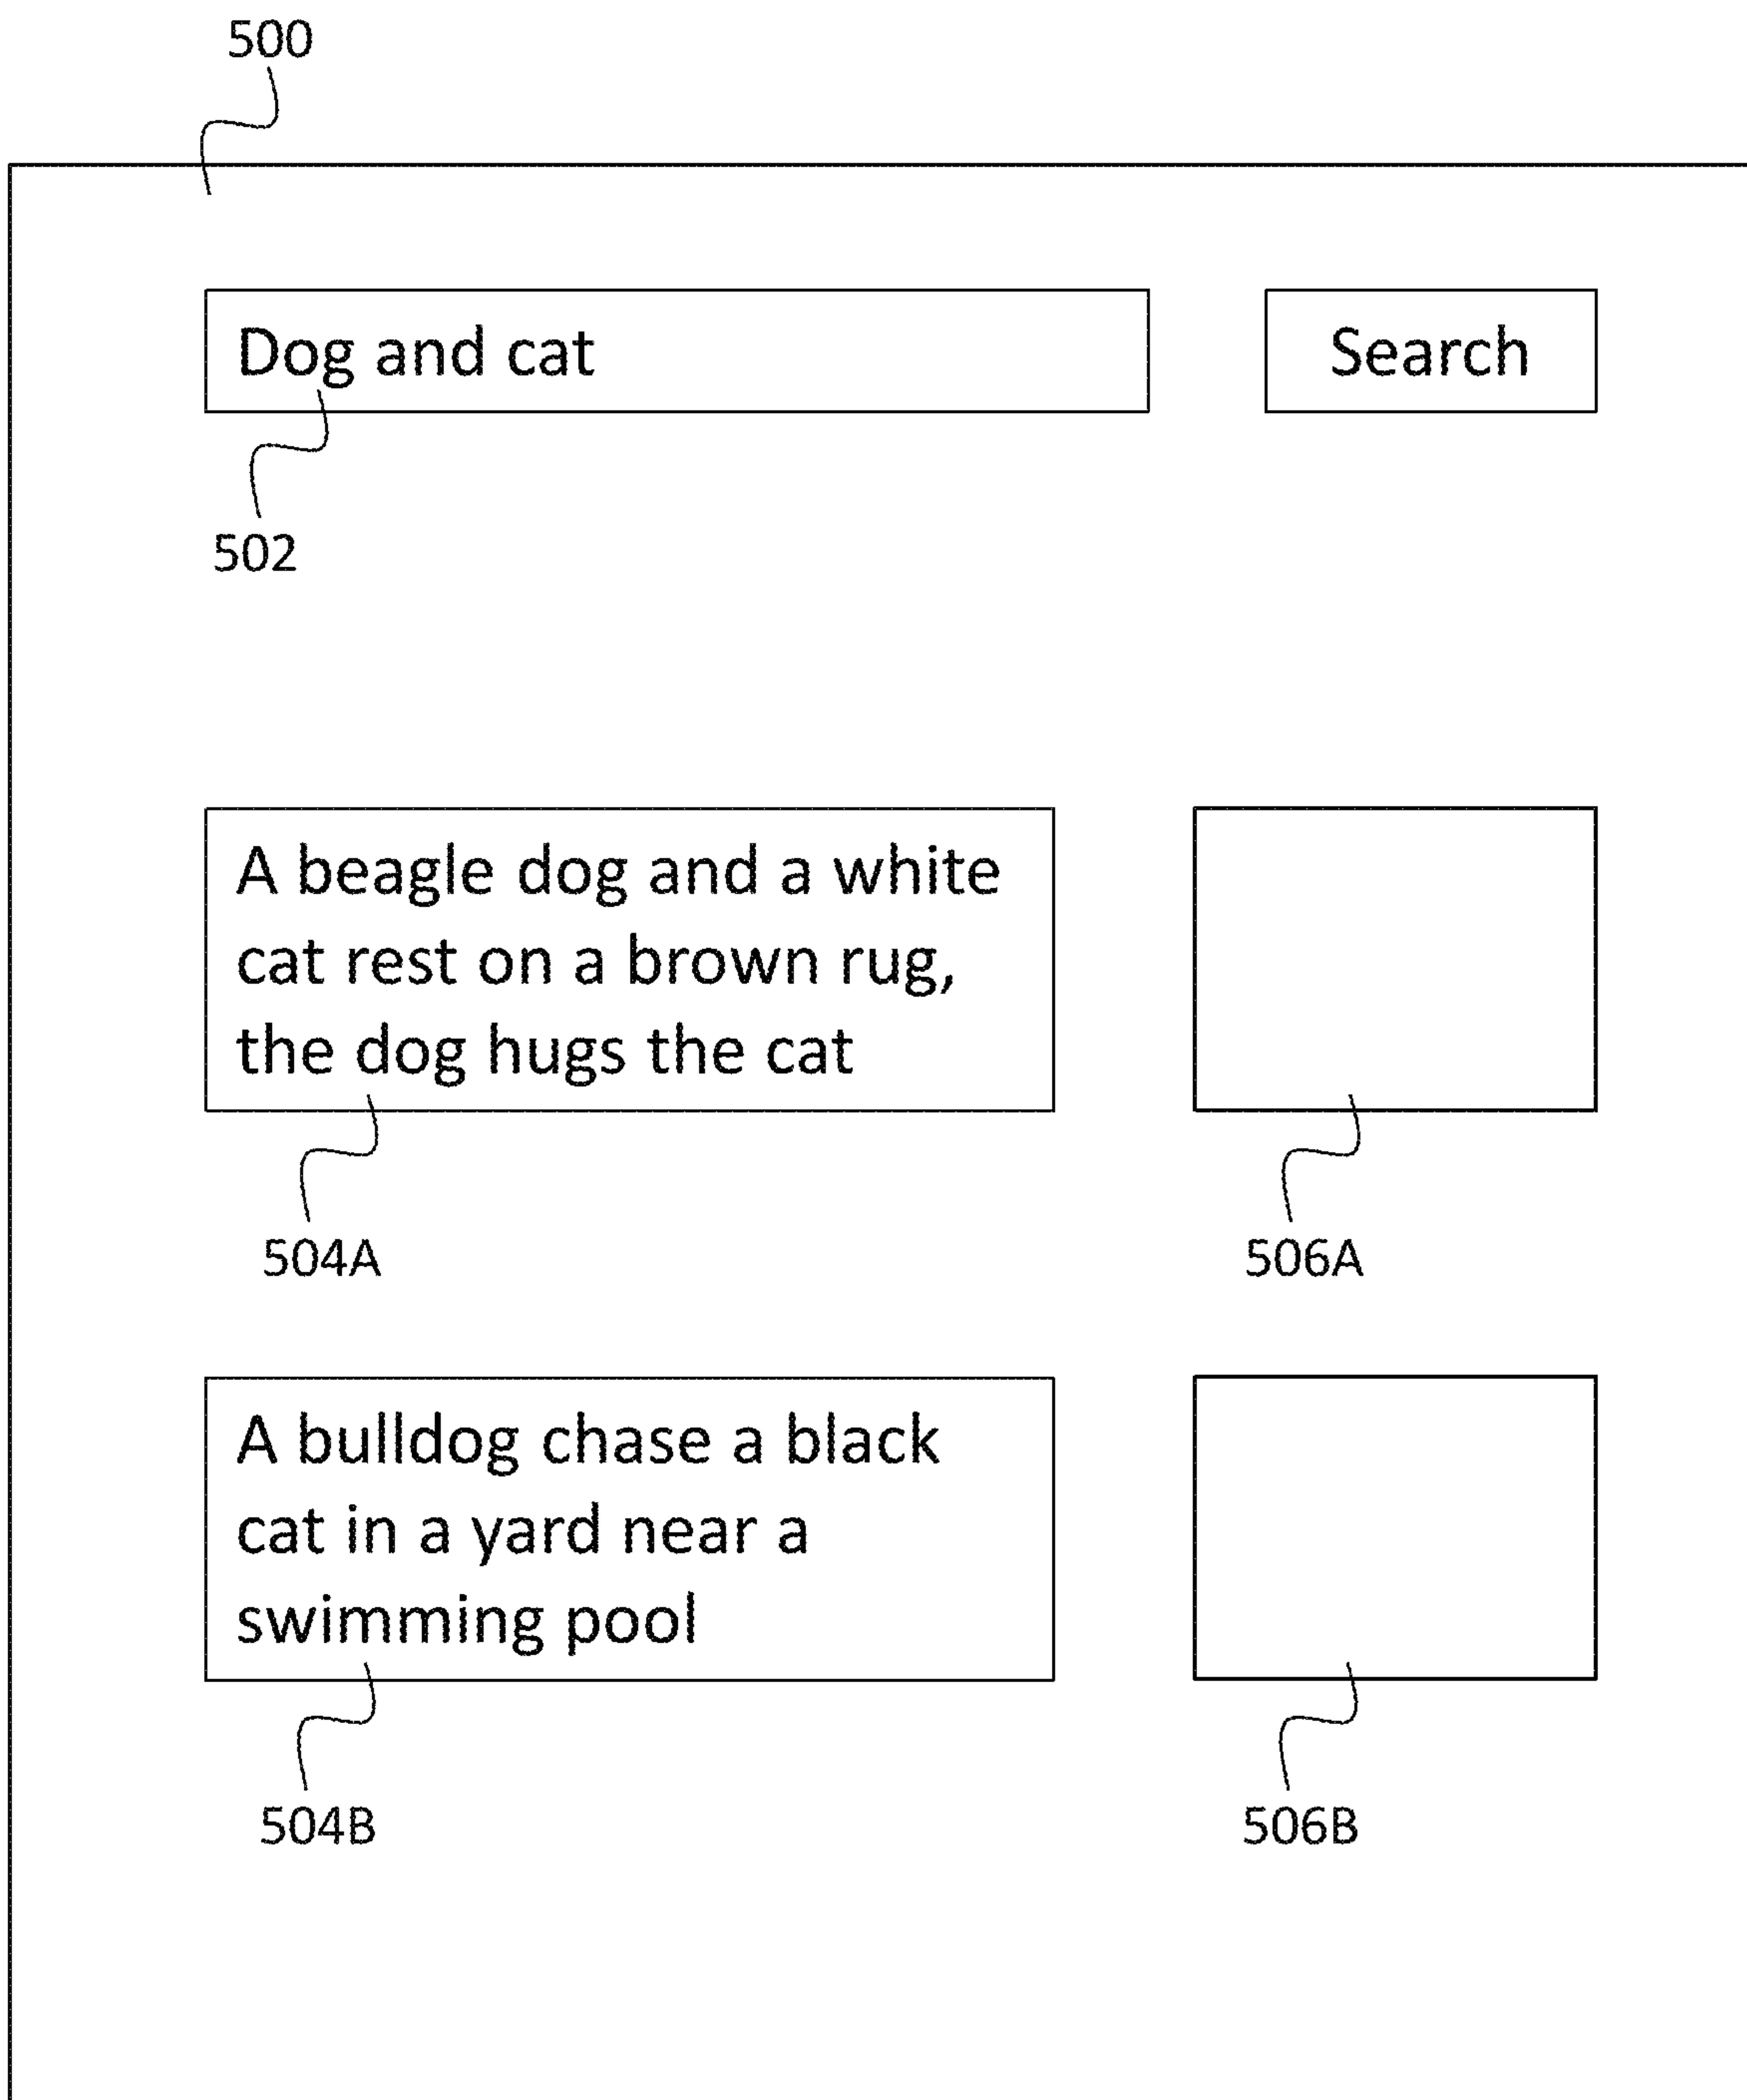 500
Dog and cat
Search
502
A beagle dog and a white
cat rest on a brown rug,
the dog hugs the cat
504A
506A
A bulldog chase a black
cat in a yard near a
swimming pool
504B
506B